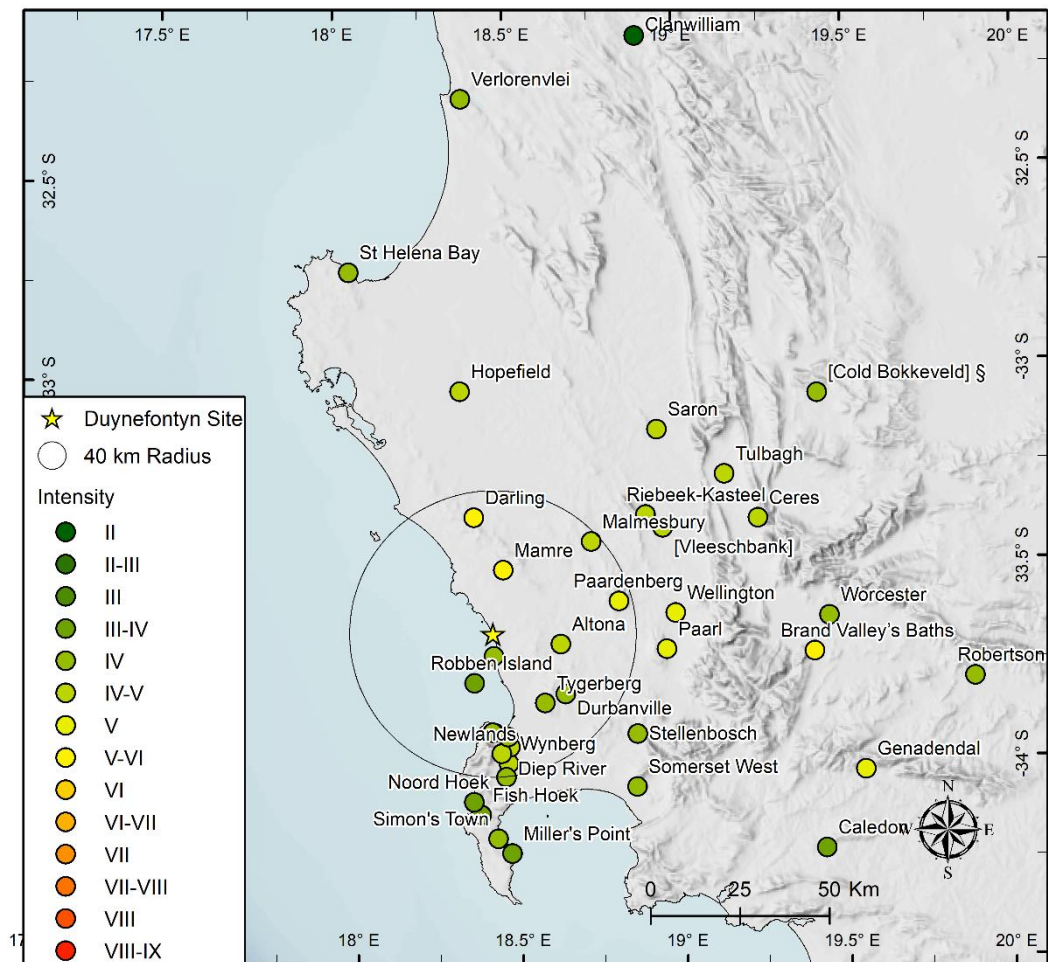 17.5° E
18° E
18.5° E
19° E
19.5° E
20° E
Clanwilliam
Verlorenvlei
32.5° S
32.5° S
St Helena Bay
Hopefield
[Cold Bokkeveld] §
-33° S
-33° S
Saron
Tulbagh
Riebeek-Kasteel
Ceres
Darling
Malmesbury
[Vleeschbank]
33.5° S
Mamre
Paardenberg
Wellington
Worcester
Altona
Paarl
Brand Valley's Baths
Robben Island
Robertson
Tygerberg
Durbanville
Newlands
Wynberg
Stellenbosch
-34° S
Genadendal
Diep River
Somerset West
Noord Hoek
Fish Hoek
Simon's Town
Miller's Point
Caledon
N
W
E
S
0
25
50 Km
Duynefontyn Site
40 km Radius
Intensity
II
II-III
III
III-IV
IV
IV-V
V
V-VI
VI
VI-VII
VII
VII-VIII
VIII
VIII-IX
18° E
18.5° E
19° E
19.5° E
20° E